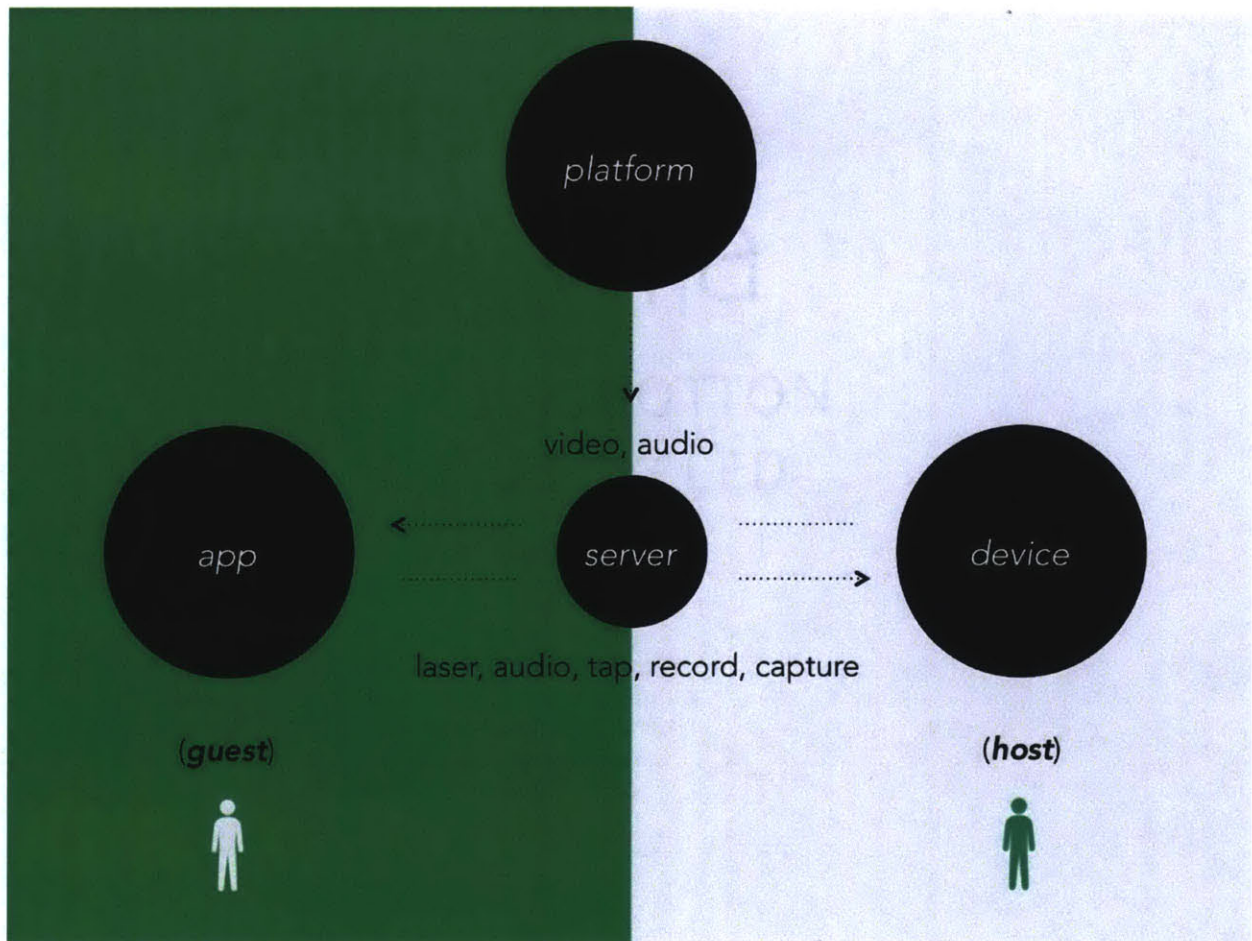 platform
video, audio
app
server
device
laser, audio, tap, record, capture
(guest)
(host)